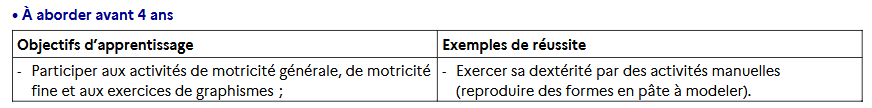 • À aborder avant 4 ans
Objectifs d’apprentissage
Exemples de réussite
- Participer aux activités de motricité générale, de motricité
fine et aux exercices de graphismes ;
- Exercer sa dextérité par des activités manuelles
(reproduire des formes en pâte à modeler).